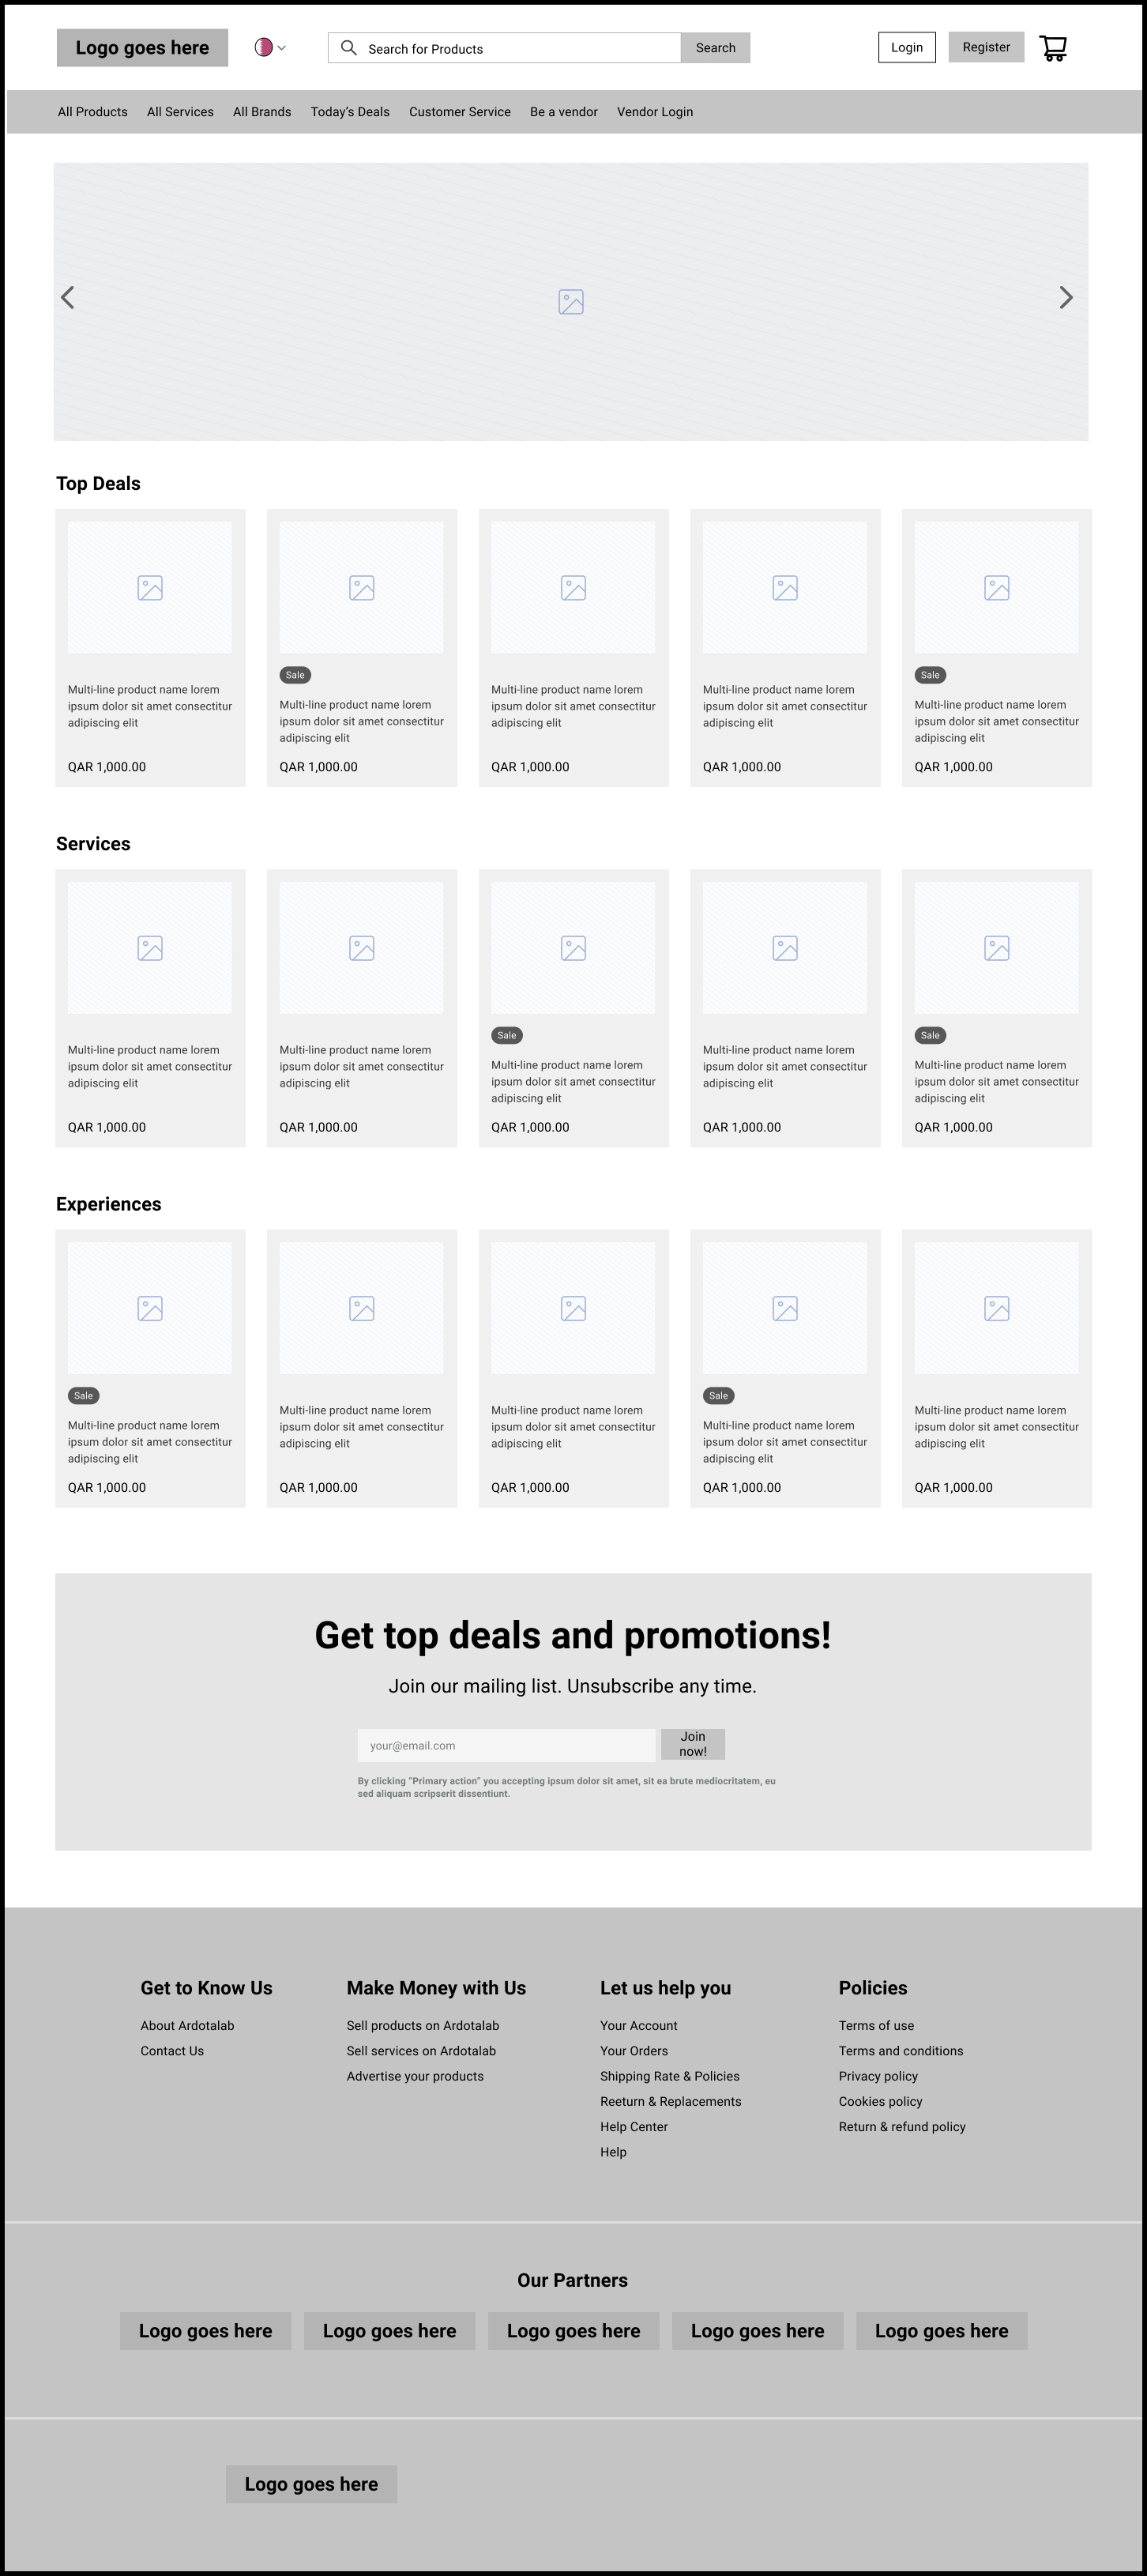 Logo goes here
Search for Products
Search
Login
Register
All Products
All Services
All Brands
Today's Deals
Customer Service
Be a vendor
Vendor Login
Top Deals
Multi-line product name lorem
ipsum dolor sit amet consectitur
adipiscing elit
QAR 1,000.00
Sale
Multi-line product name lorem
ipsum dolor sit amet consectitur
adipiscing elit
QAR 1,000.00
Multi-line product name lorem
ipsum dolor sit amet consectitur
adipiscing elit
QAR 1,000.00
Multi-line product name lorem
ipsum dolor sit amet consectitur
adipiscing elit
QAR 1,000.00
Sale
Multi-line product name lorem
ipsum dolor sit amet consectitur
adipiscing elit
QAR 1,000.00
Services
Multi-line product name lorem
ipsum dolor sit amet consectitur
adipiscing elit
QAR 1,000.00
Multi-line product name lorem
ipsum dolor sit amet consectitur
adipiscing elit
QAR 1,000.00
Sale
Multi-line product name lorem
ipsum dolor sit amet consectitur
adipiscing elit
QAR 1,000.00
Multi-line product name lorem
ipsum dolor sit amet consectitur
adipiscing elit
QAR 1,000.00
Sale
Multi-line product name lorem
ipsum dolor sit amet consectitur
adipiscing elit
QAR 1,000.00
Experiences
Sale
Multi-line product name lorem
ipsum dolor sit amet consectitur
adipiscing elit
QAR 1,000.00
Multi-line product name lorem
ipsum dolor sit amet consectitur
adipiscing elit
QAR 1,000.00
Multi-line product name lorem
ipsum dolor sit amet consectitur
adipiscing elit
QAR 1,000.00
Sale
Multi-line product name lorem
ipsum dolor sit amet consectitur
adipiscing elit
QAR 1,000.00
Multi-line product name lorem
ipsum dolor sit amet consectitur
adipiscing elit
QAR 1,000.00
Get top deals and promotions!
Join our mailing list. Unsubscribe any time.
your@email.com
Join
now!
By clicking “Primary action” you accepting ipsum dolor sit amet, sit ea brute mediocritatem, eu
sed aliquam scripserit dissentiunt.
Get to Know Us
About Ardotalab
Contact Us
Make Money with Us
Sell products on Ardotalab
Sell services on Ardotalab
Advertise your products
Let us help you
Your Account
Your Orders
Shipping Rate & Policies
Reeturn & Replacements
Help Center
Help
Policies
Terms of use
Terms and conditions
Privacy policy
Cookies policy
Return & refund policy
Our Partners
Logo goes here
Logo goes here
Logo goes here
Logo goes here
Logo goes here
Logo goes here